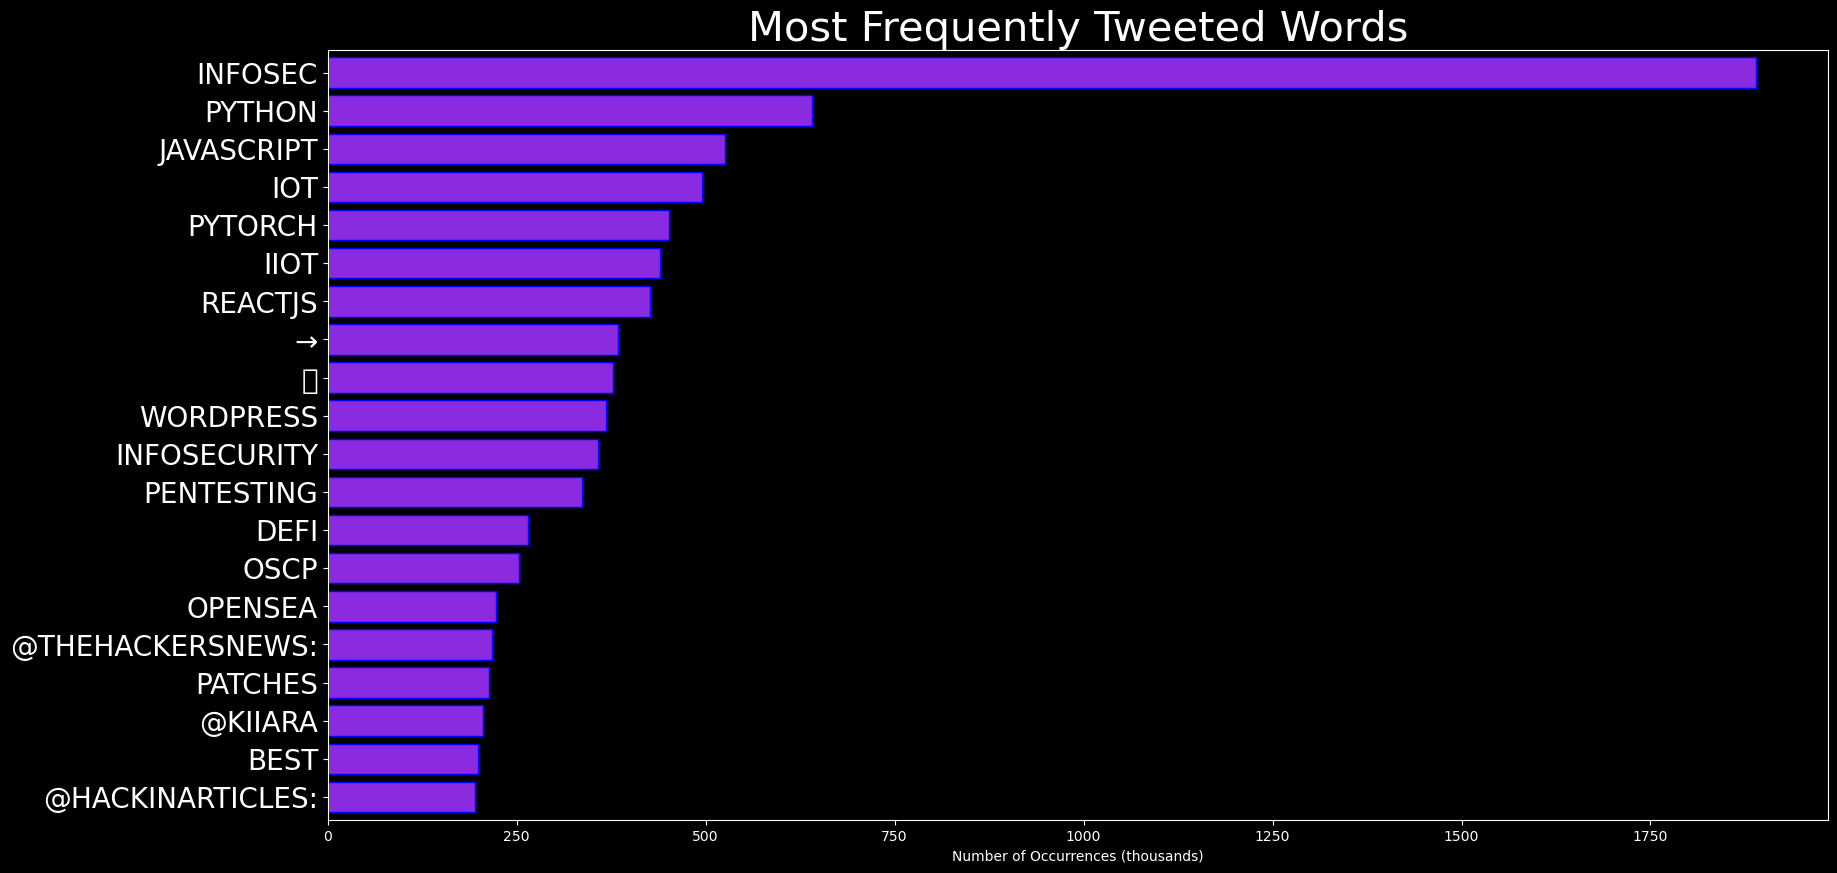 Most Frequently Tweeted Words
INFOSEC
PYTHON
JAVASCRIPT
IOT
PYTORCH
IIOT
REACTJS
→
WORDPRESS
INFOSECURITY
PENTESTING
DEFI
OSCP
OPENSEA
@THEHACKERSNEWS:
PATCHES
@KIIARA
BEST
@HACKINARTICLES:
0 250 500 750 1000 1250 1500 1750
Number of Occurrences (thousands)